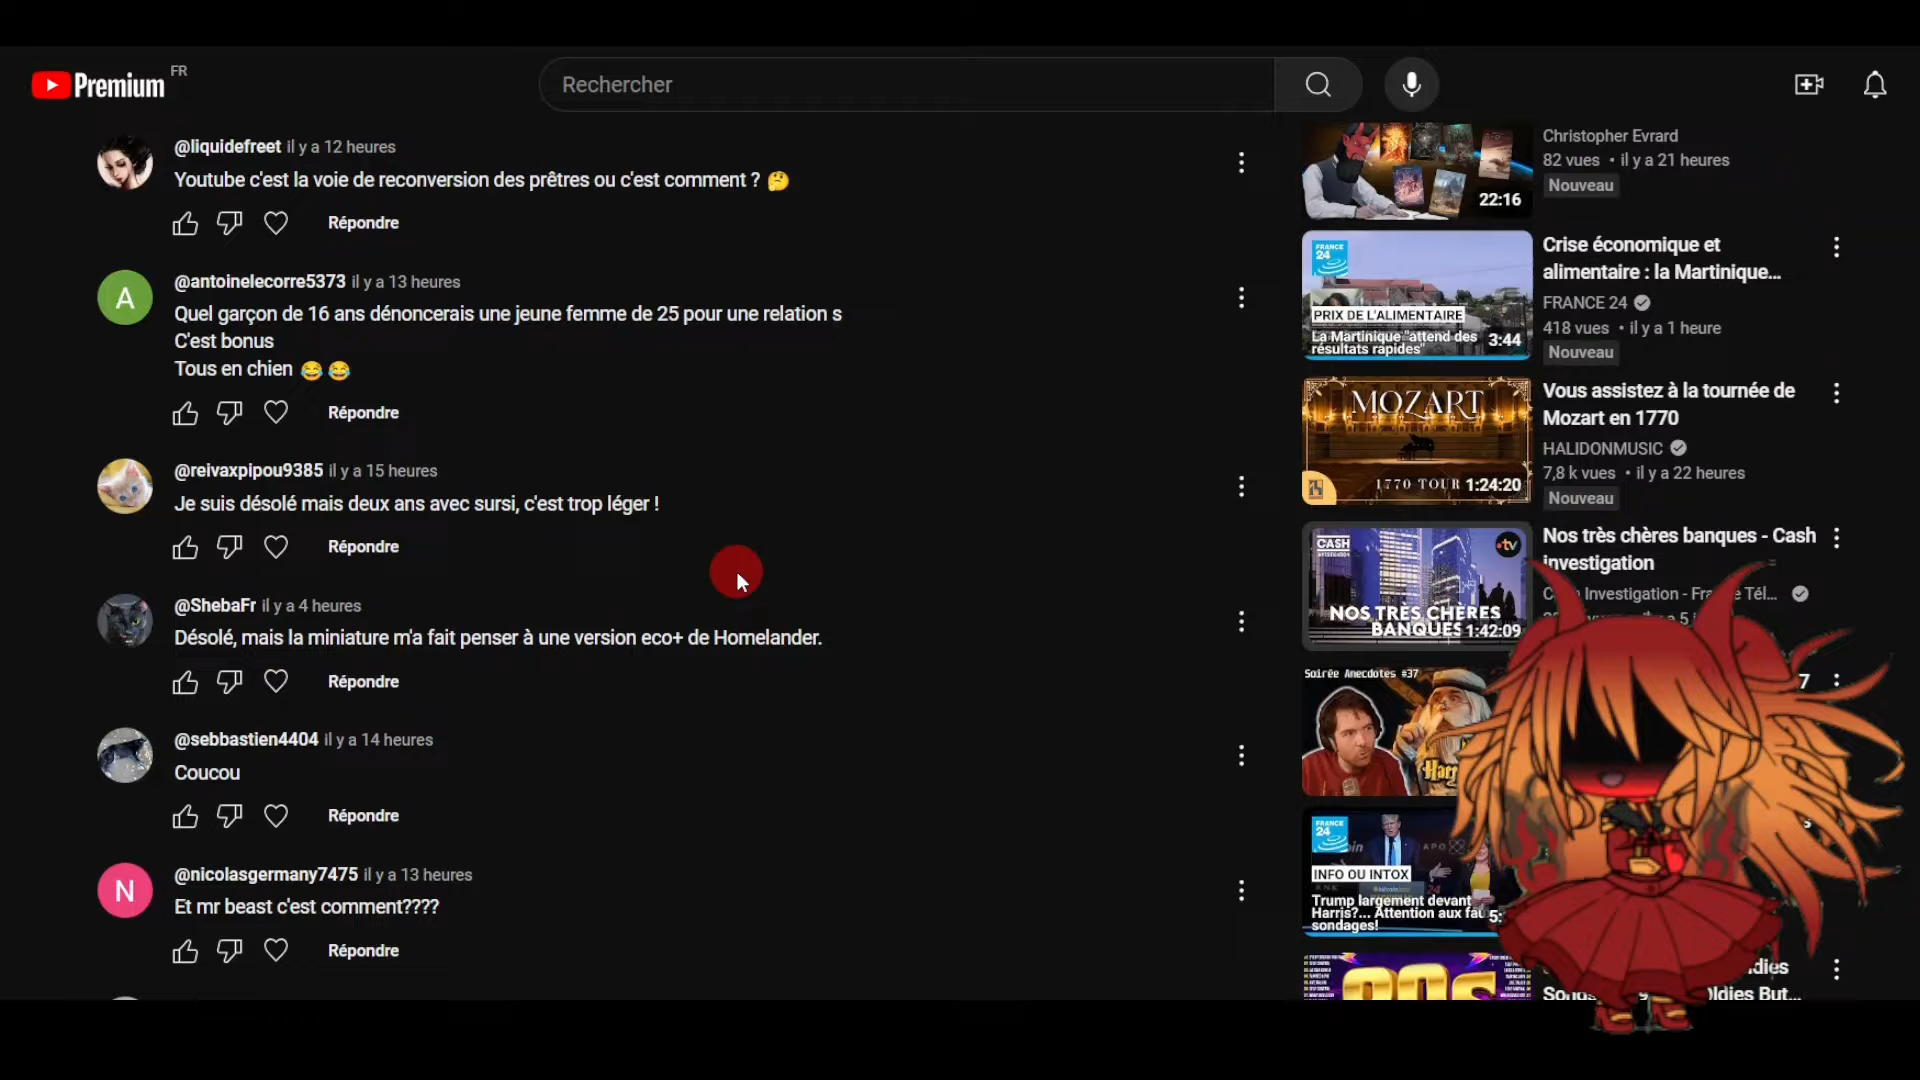 Premium FR
Rechercher
@liquidefreet il y a 12 heures
Youtube c'est la voie de reconversion des prêtres ou c'est comment ? 🤔
Répondre
@antoinelecorre5373 il y a 13 heures
Quel garçon de 16 ans dénoncerais une jeune femme de 25 pour une relation s
C'est bonus
Tous en chien 😂😂
Répondre
@reivaxpipou9385 il y a 15 heures
Je suis désolé mais deux ans avec sursi, c'est trop léger !
Répondre
@ShebaFr il y a 4 heures
Désolé, mais la miniature m'a fait penser à une version eco+ de Homelander.
Répondre
@sebbastien4404 il y a 14 heures
Coucou
Répondre
@nicolasgermany7475 il y a 13 heures
Et mr beast c'est comment????
Répondre
22:16
Christopher Evrard
82 vues • il y a 21 heures
Nouveau
FRANCE
24
PRIX DE L'ALIMENTAIRE
La Martinique "attend des
résultats rapides"
3:44
Crise économique et
alimentaire : la Martinique...
FRANCE 24
418 vues • il y a 1 heure
Nouveau
MOZART
1770 TOUR
1:24:20
Vous assistez à la tournée de
Mozart en 1770
HALIDONMUSIC
7,8 k vues • il y a 22 heures
Nouveau
CASH
INVESTIGATION
•tv
NOS TRÈS CHÈRES
BANQUES
1:42:09
Nos très chères banques - Cash
investigation
Investigation - Tél...
Soirée Anecdotes #37
7
FRANCE
24
INFO OU INTOX
Trump largement devant
Harris?... Attention aux
sondages!
5:
Oldies But...